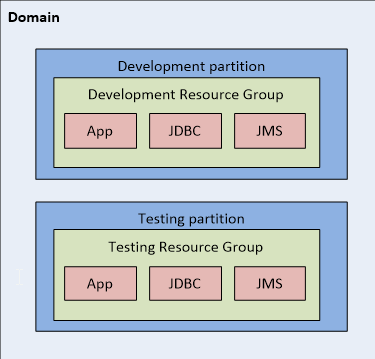 Domain
Development partition
Development Resource Group
App JDBC JMS
Testing partition
Testing Resource Group
App JDBC JMS